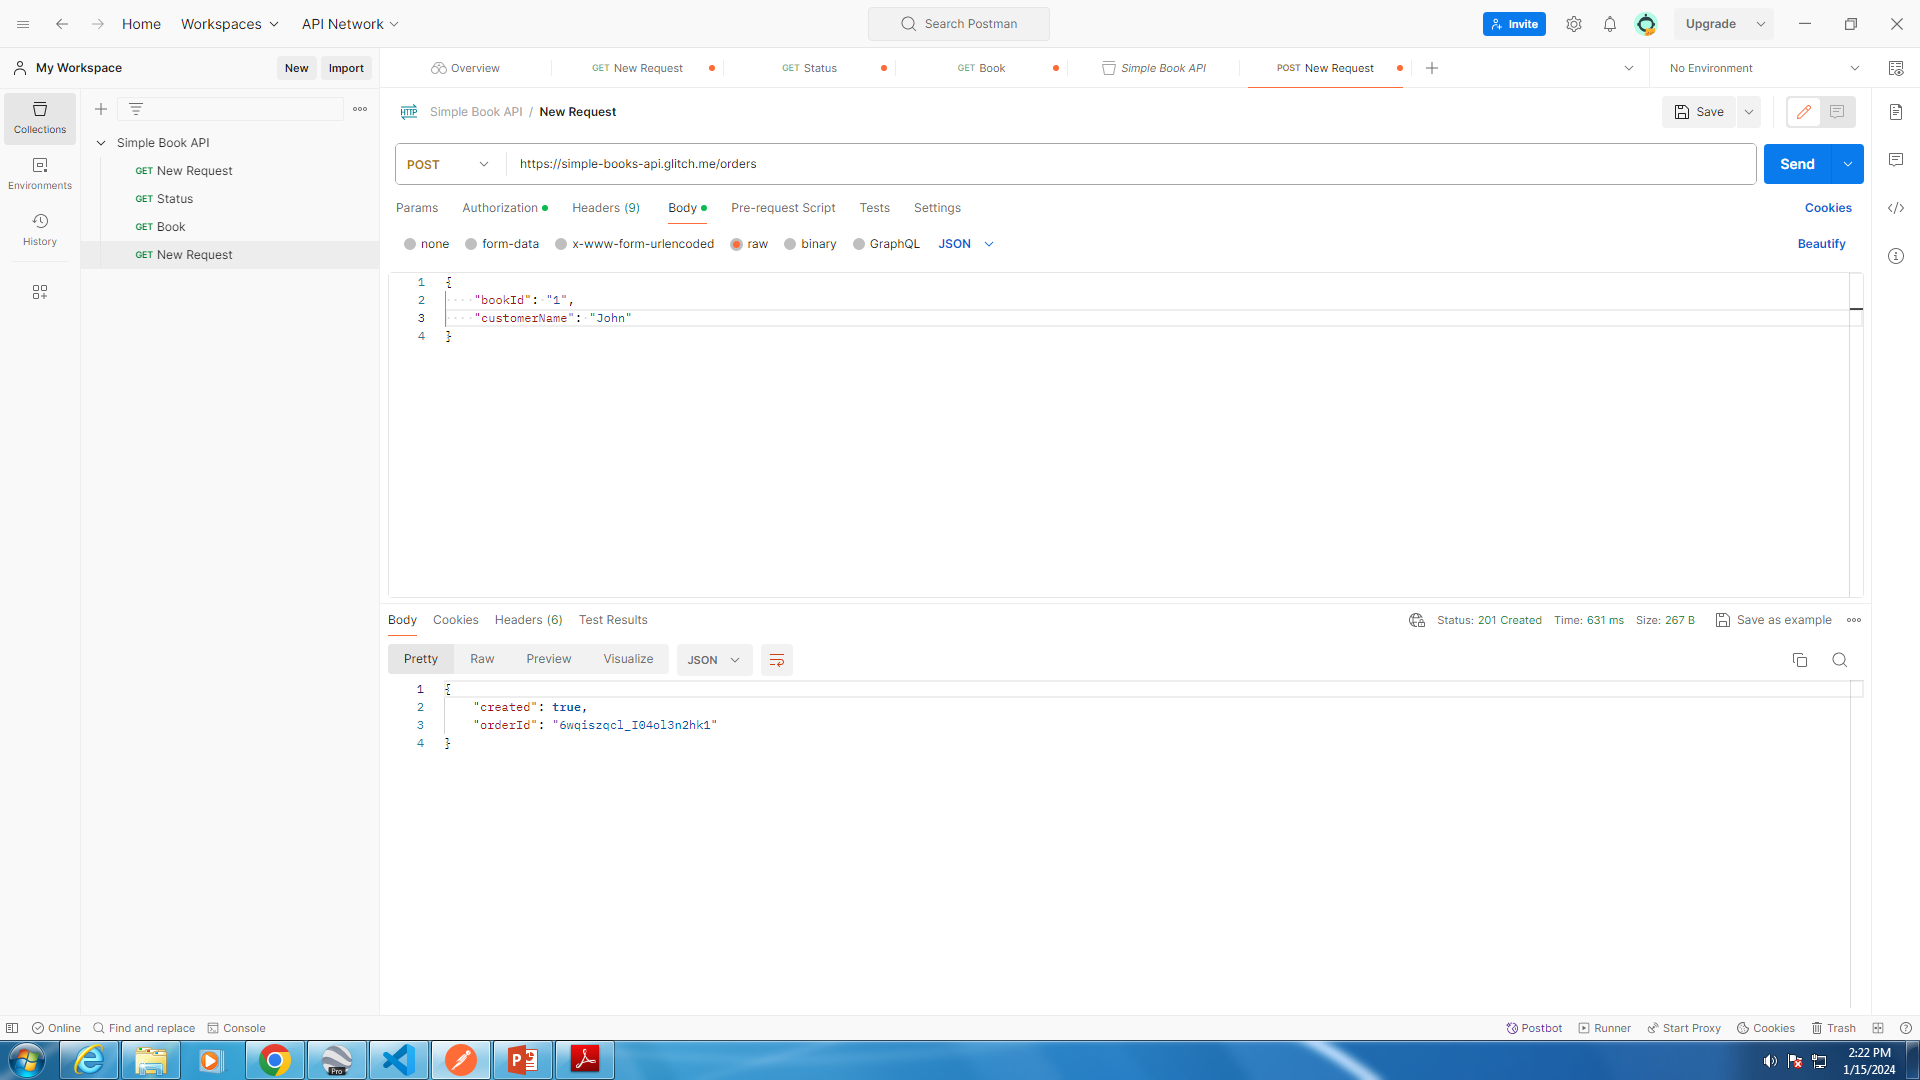 Home Workspaces API Network Search Postman Invite Upgrade
My Workspace New Import Overview GET New Request GET Status GET Book Simple Book API POST New Request No Environment
Collections
Environments
History
Simple Book API
GET New Request
GET Status
GET Book
GET New Request
HTTP Simple Book API / New Request Save
POST https://simple-books-api.glitch.me/orders Send
Params Authorization Headers (9) Body Pre-request Script Tests Settings Cookies
none form-data x-www-form-urlencoded raw binary GraphQL JSON Beautify
1 {
2 "bookId": "1",
3 "customerName": "John"
4 }
Body Cookies Headers (6) Test Results Status: 201 Created Time: 631 ms Size: 267 B Save as example
Pretty Raw Preview Visualize JSON
1 {
2 "created": true,
3 "orderId": "6wqiszqcl_I04ol3n2hk1"
4 }
Online Find and replace Console Postbot Runner Start Proxy Cookies Trash
Pro
2:22 PM
1/15/2024